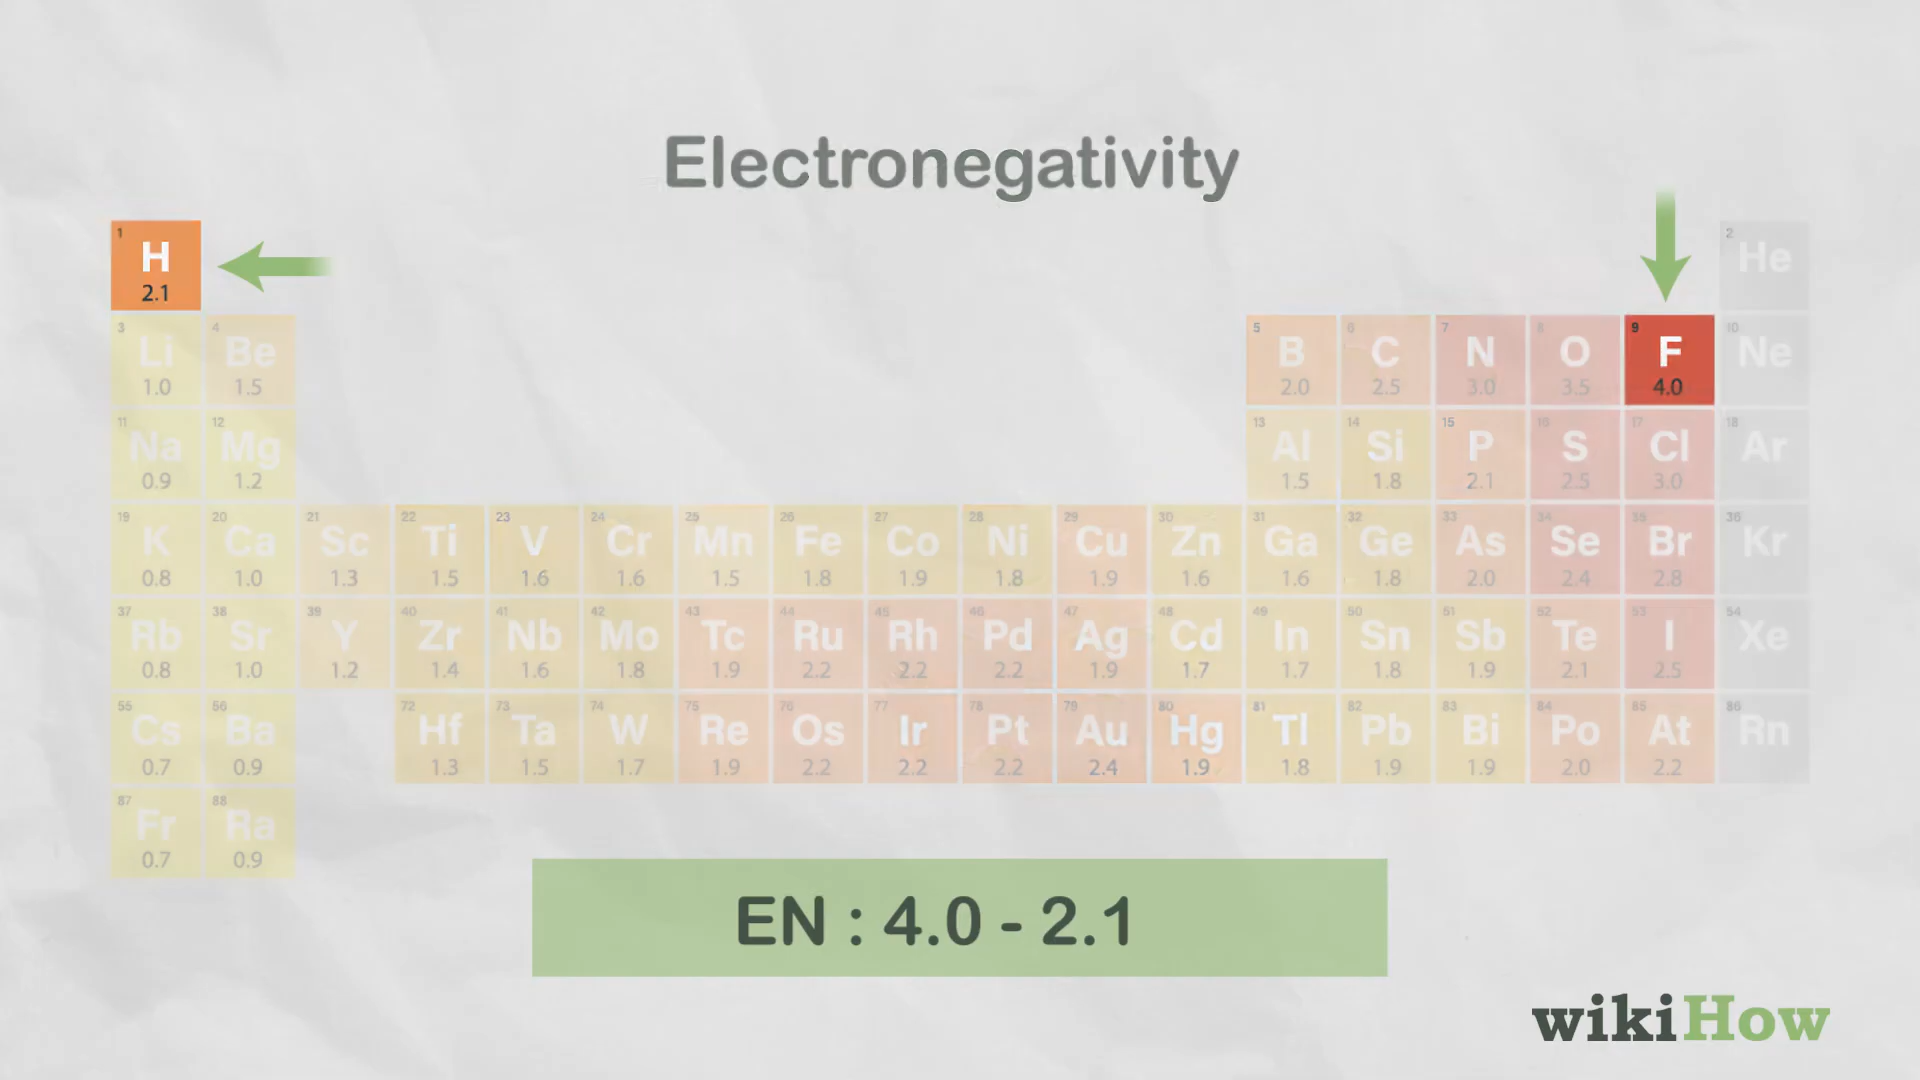 Electronegativity
1 H 2.1
2 He
3 Li 1.0 4 Be 1.5 5 B 2.0 6 C 2.5 7 N 3.0 8 O 3.5 9 F 4.0 10 Ne
11 Na 0.9 12 Mg 1.2 13 Al 1.5 14 Si 1.8 15 P 2.1 16 S 2.5 17 Cl 3.0 18 Ar
19 K 0.8 20 Ca 1.0 21 Sc 1.3 22 Ti 1.5 23 V 1.6 24 Cr 1.6 25 Mn 1.5 26 Fe 1.8 27 Co 1.9 28 Ni 1.8 29 Cu 1.9 30 Zn 1.6 31 Ga 1.6 32 Ge 1.8 33 As 2.0 34 Se 2.4 35 Br 2.8 36 Kr
37 Rb 0.8 38 Sr 1.0 39 Y 1.2 40 Zr 1.4 41 Nb 1.6 42 Mo 1.8 43 Tc 1.9 44 Ru 2.2 45 Rh 2.2 46 Pd 2.2 47 Ag 1.9 48 Cd 1.7 49 In 1.7 50 Sn 1.8 51 Sb 1.9 52 Te 2.1 53 I 2.5 54 Xe
55 Cs 0.7 56 Ba 0.9 72 Hf 1.3 73 Ta 1.5 74 W 1.7 75 Re 1.9 76 Os 2.2 77 Ir 2.2 78 Pt 2.2 79 Au 2.4 80 Hg 1.9 81 Tl 1.8 82 Pb 1.9 83 Bi 1.9 84 Po 2.0 85 At 2.2 86 Rn
87 Fr 0.7 88 Ra 0.9
EN : 4.0 - 2.1
wikiHow